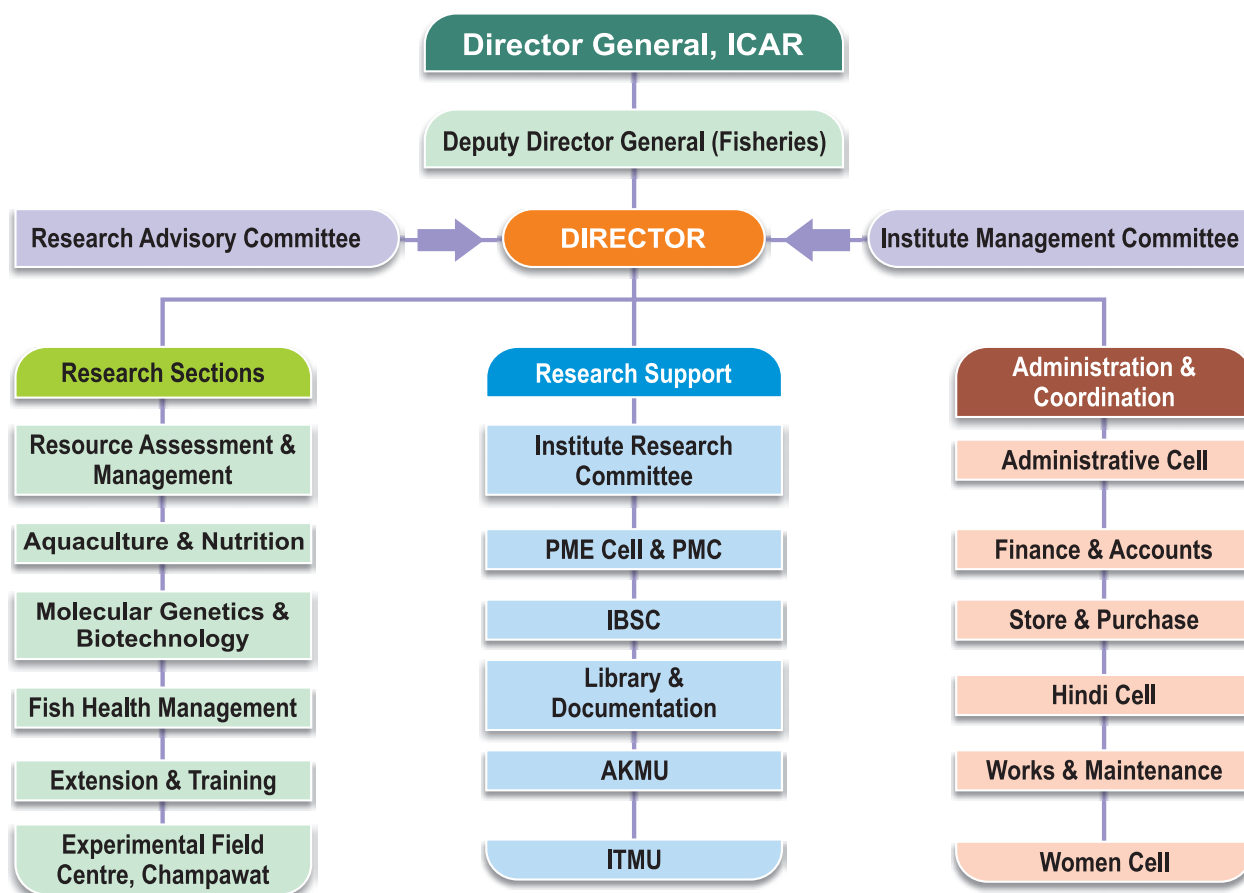 Director General, ICAR
Deputy Director General (Fisheries)
Research Advisory Committee
DIRECTOR
Institute Management Committee
Research Sections
Resource Assessment &
Management
Aquaculture & Nutrition
Molecular Genetics &
Biotechnology
Fish Health Management
Extension & Training
Experimental Field
Centre, Champawat
Research Support
Institute Research
Committee
PME Cell & PMC
IBSC
Library &
Documentation
AKMU
ITMU
Administration &
Coordination
Administrative Cell
Finance & Accounts
Store & Purchase
Hindi Cell
Works & Maintenance
Women Cell